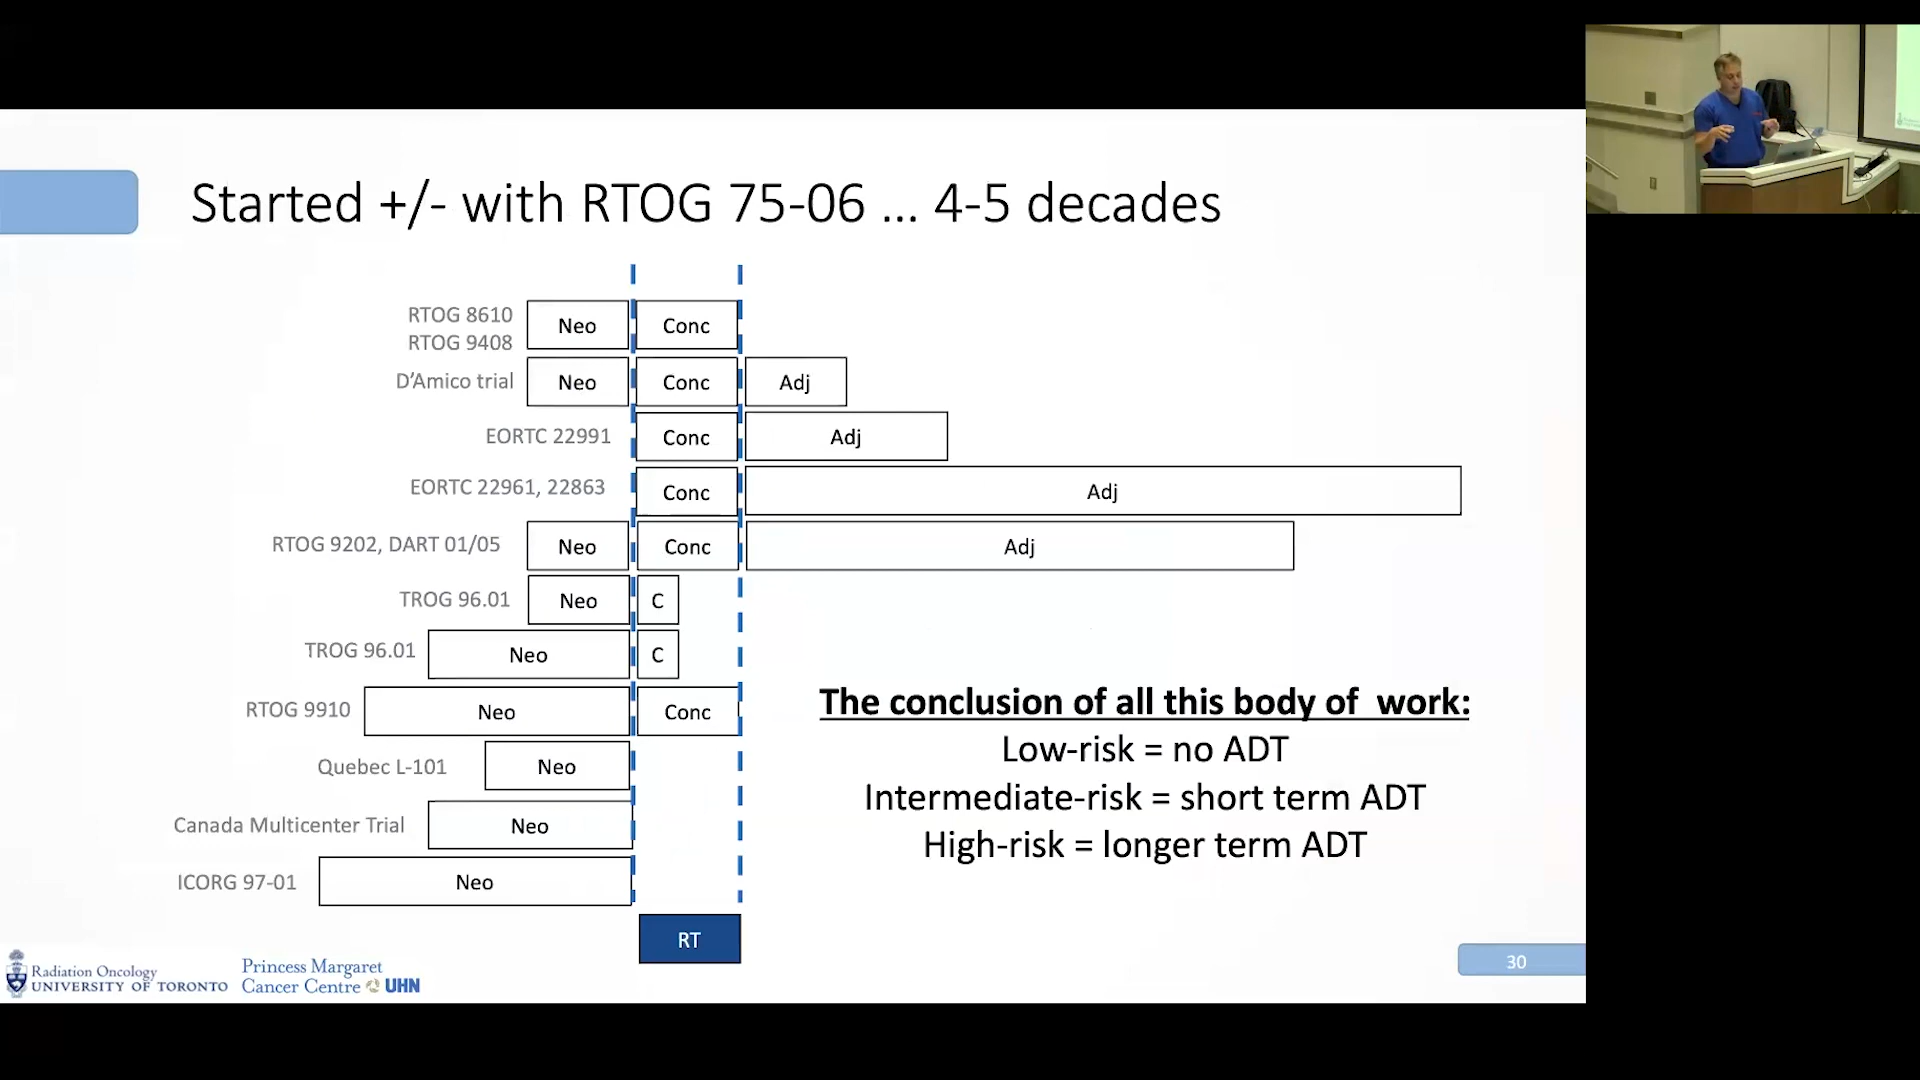 Started +/- with RTOG 75-06 ... 4-5 decades
RTOG 8610
RTOG 9408
Neo Conc
D'Amico trial Neo Conc Adj
EORTC 22991 Conc Adj
EORTC 22961, 22863 Conc Adj
RTOG 9202, DART 01/05 Neo Conc Adj
TROG 96.01 Neo C
TROG 96.01 Neo C
RTOG 9910 Neo Conc
Quebec L-101 Neo
Canada Multicenter Trial Neo
ICORG 97-01 Neo
RT
The conclusion of all this body of work:
Low-risk = no ADT
Intermediate-risk = short term ADT
High-risk = longer term ADT
Radiation Oncology
UNIVERSITY OF TORONTO
Princess Margaret
Cancer Centre UHN
30